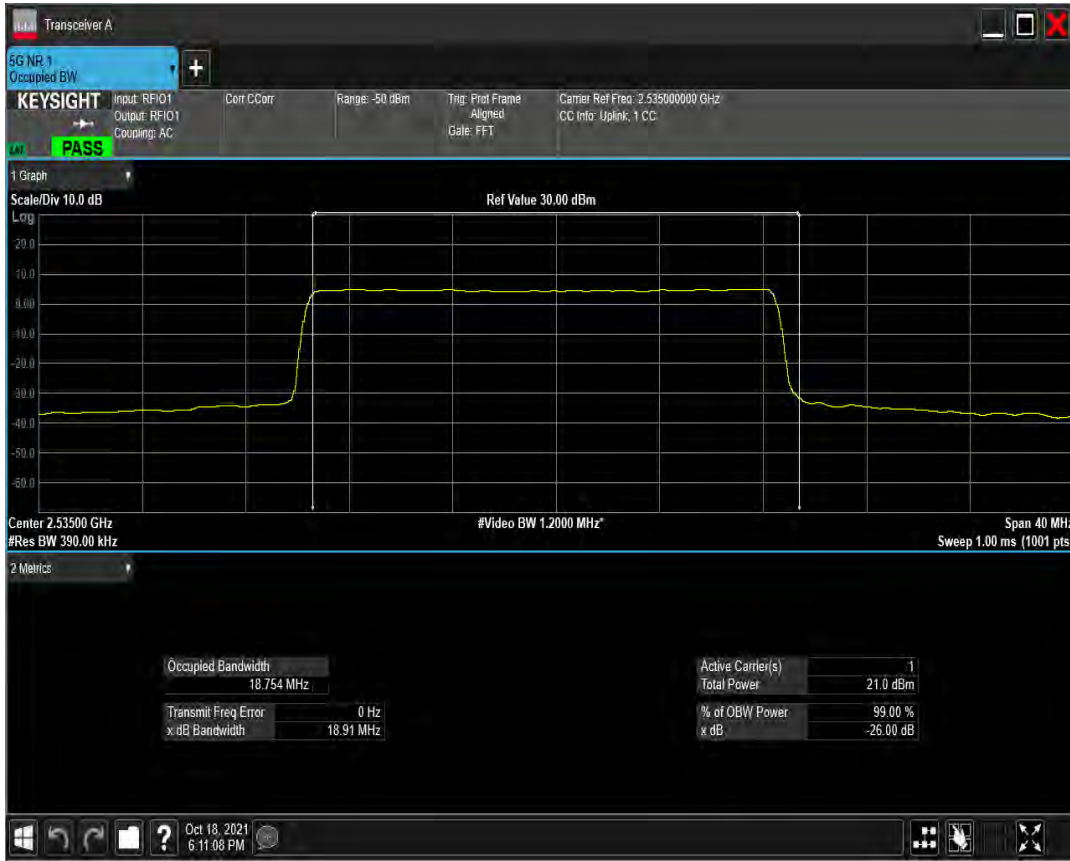 Transceiver A
5G NR 1
Occupied BW
KEYSIGHT
Input: RFIO1
Output: RFIO1
Coupling: AC
Corr CCorr
Range: -50 dBm
Trig: Prot Frame
Aligned
Gate: FFT
Carrier Ref Freq: 2.535000000 GHz
CC Info: Uplink, 1 CC
PASS
1 Graph
Scale/Div 10.0 dB
Ref Value 30.00 dBm
Log
20.0
10.0
0.00
-10.0
-20.0
-30.0
-40.0
-50.0
-60.0
Center 2.53500 GHz
#Video BW 1.2000 MHz*
Span 40 MHz
#Res BW 390.00 kHz
Sweep 1.00 ms (1001 pts
2 Metrics
Occupied Bandwidth
18.754 MHz
Transmit Freq Error 0 Hz
x dB Bandwidth 18.91 MHz
Active Carrier(s) 1
Total Power 21.0 dBm
% of OBW Power 99.00 %
x dB -26.00 dB
Oct 18, 2021
6:11:08 PM